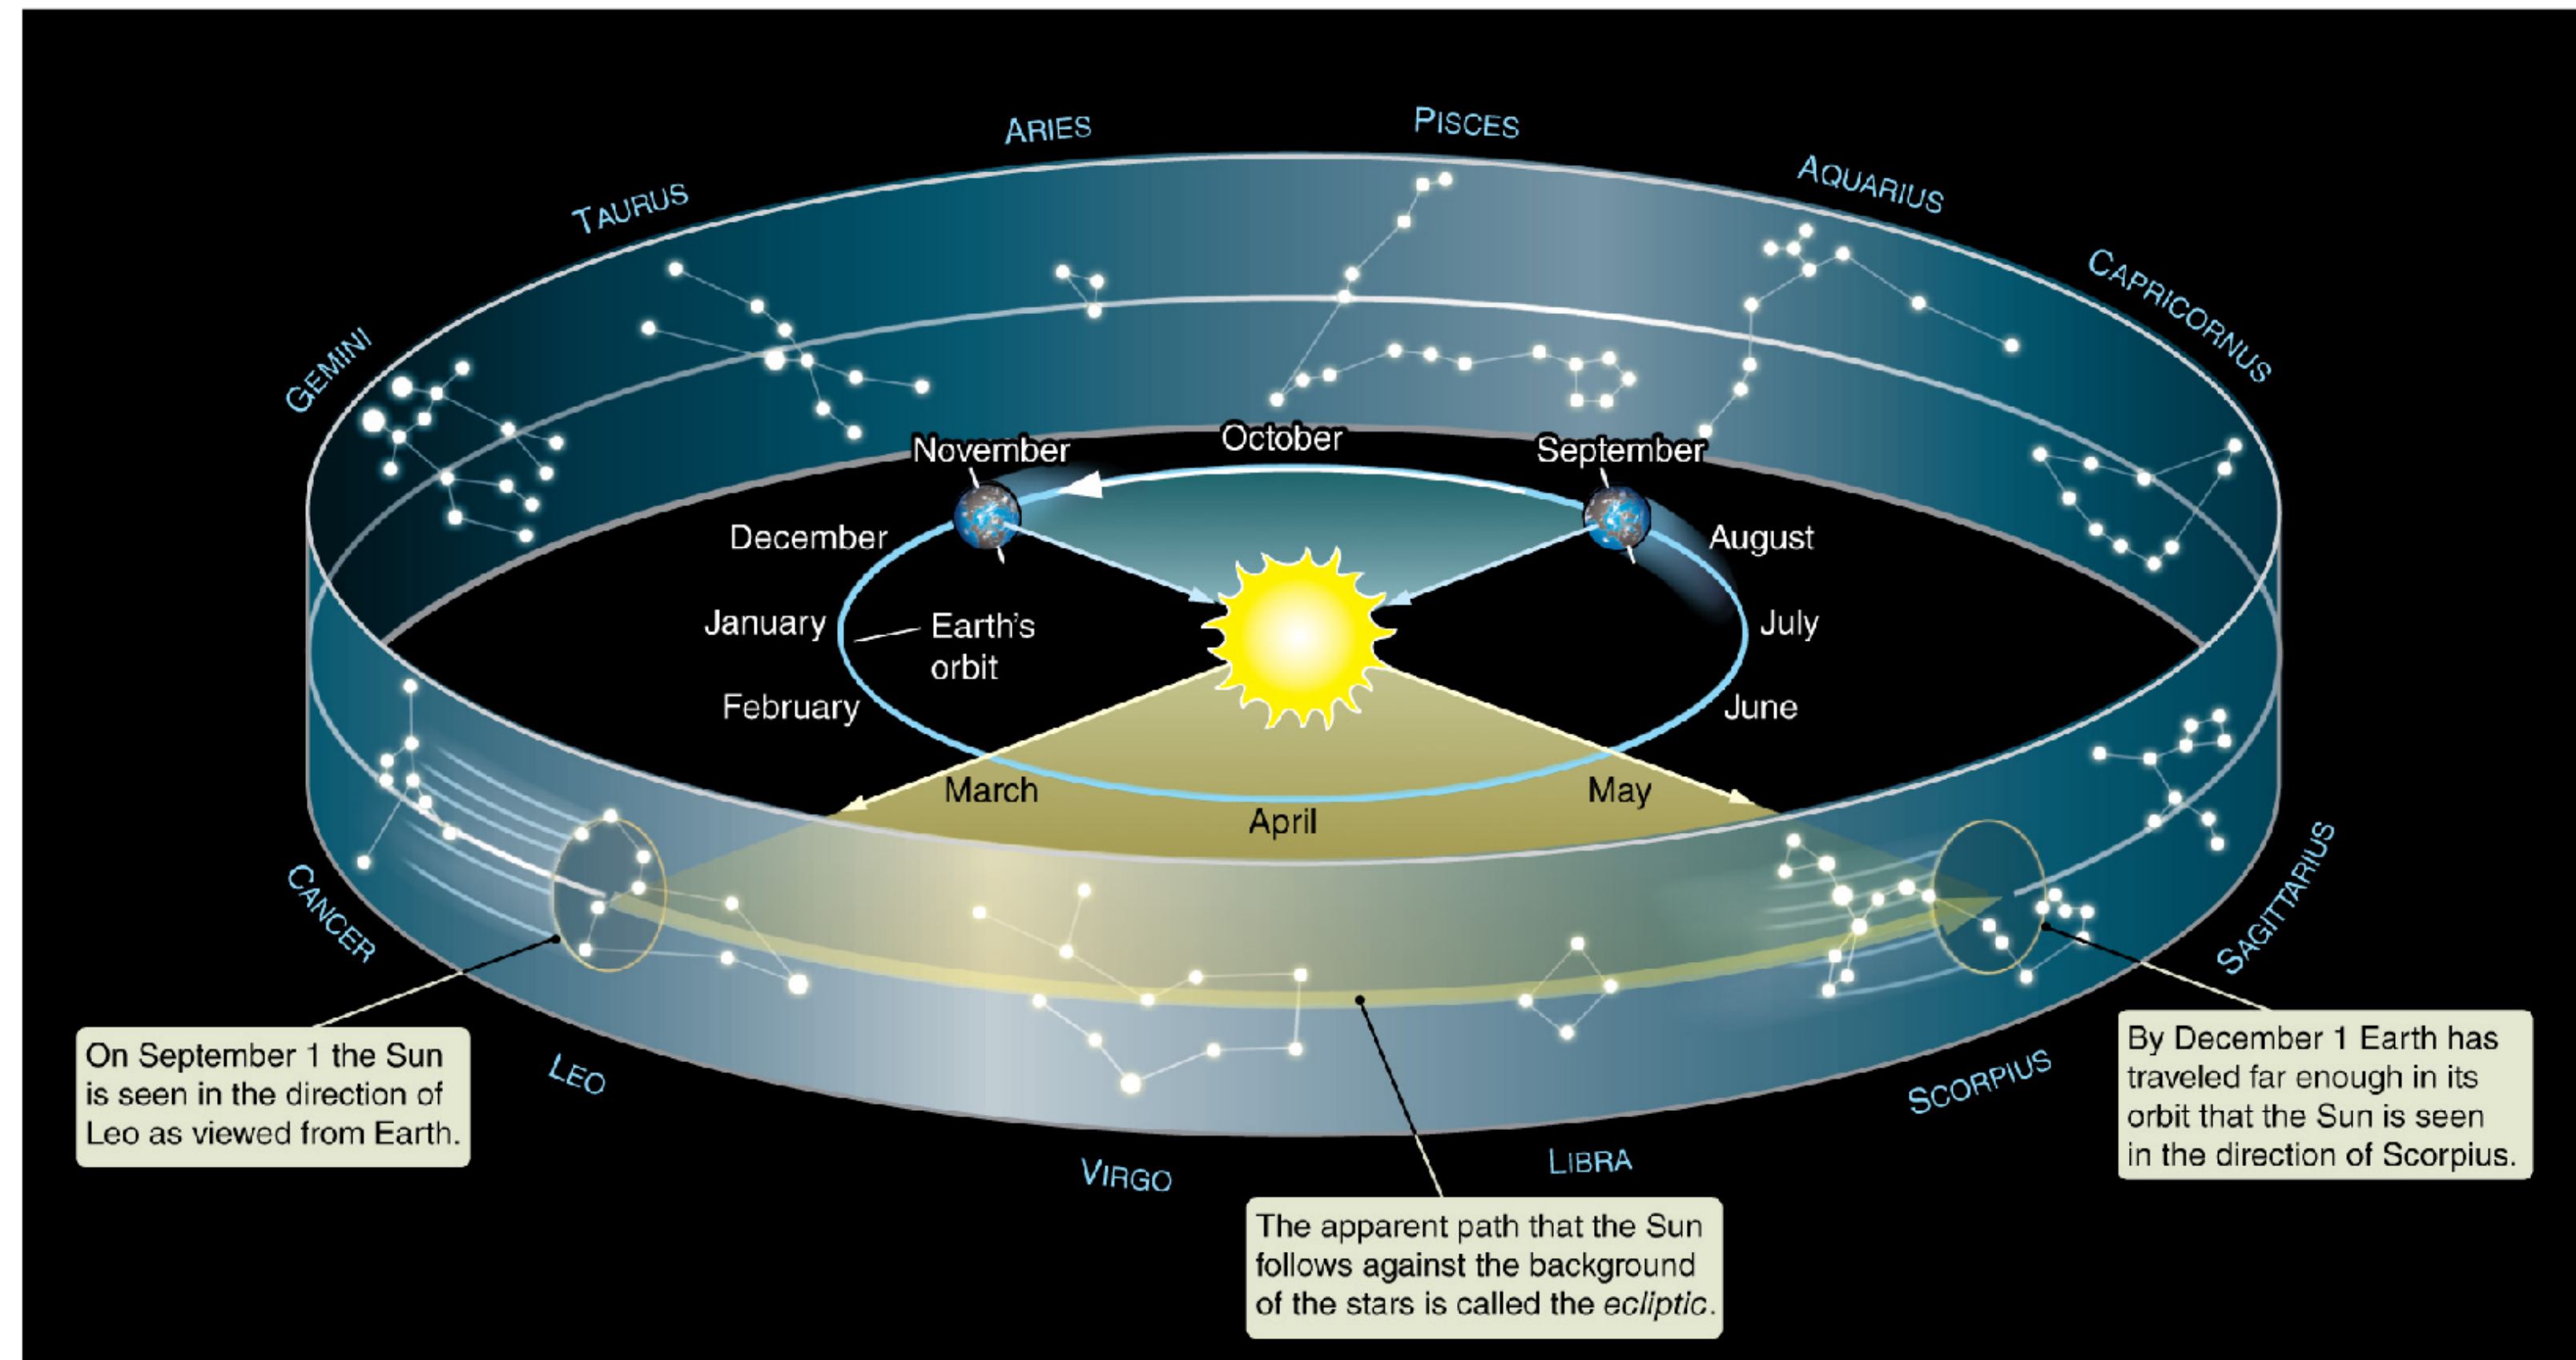 ARIES
PISCES
TAURUS
AQUARIUS
GEMINI
CAPRICORNUS
November
October
September
December
August
January
Earth's
orbit
July
February
June
March
May
April
CANCER
SAGITTARIUS
On September 1 the Sun
is seen in the direction of
Leo as viewed from Earth.
LEO
SCORPIUS
By December 1 Earth has
traveled far enough in its
orbit that the Sun is seen
in the direction of Scorpius.
VIRGO
LIBRA
The apparent path that the Sun
follows against the background
of the stars is called the ecliptic.